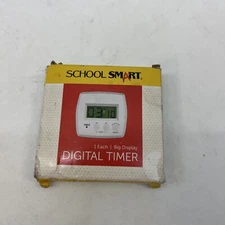 SCHOOL SMART.
1 Each | Big Display
DIGITAL TIMER